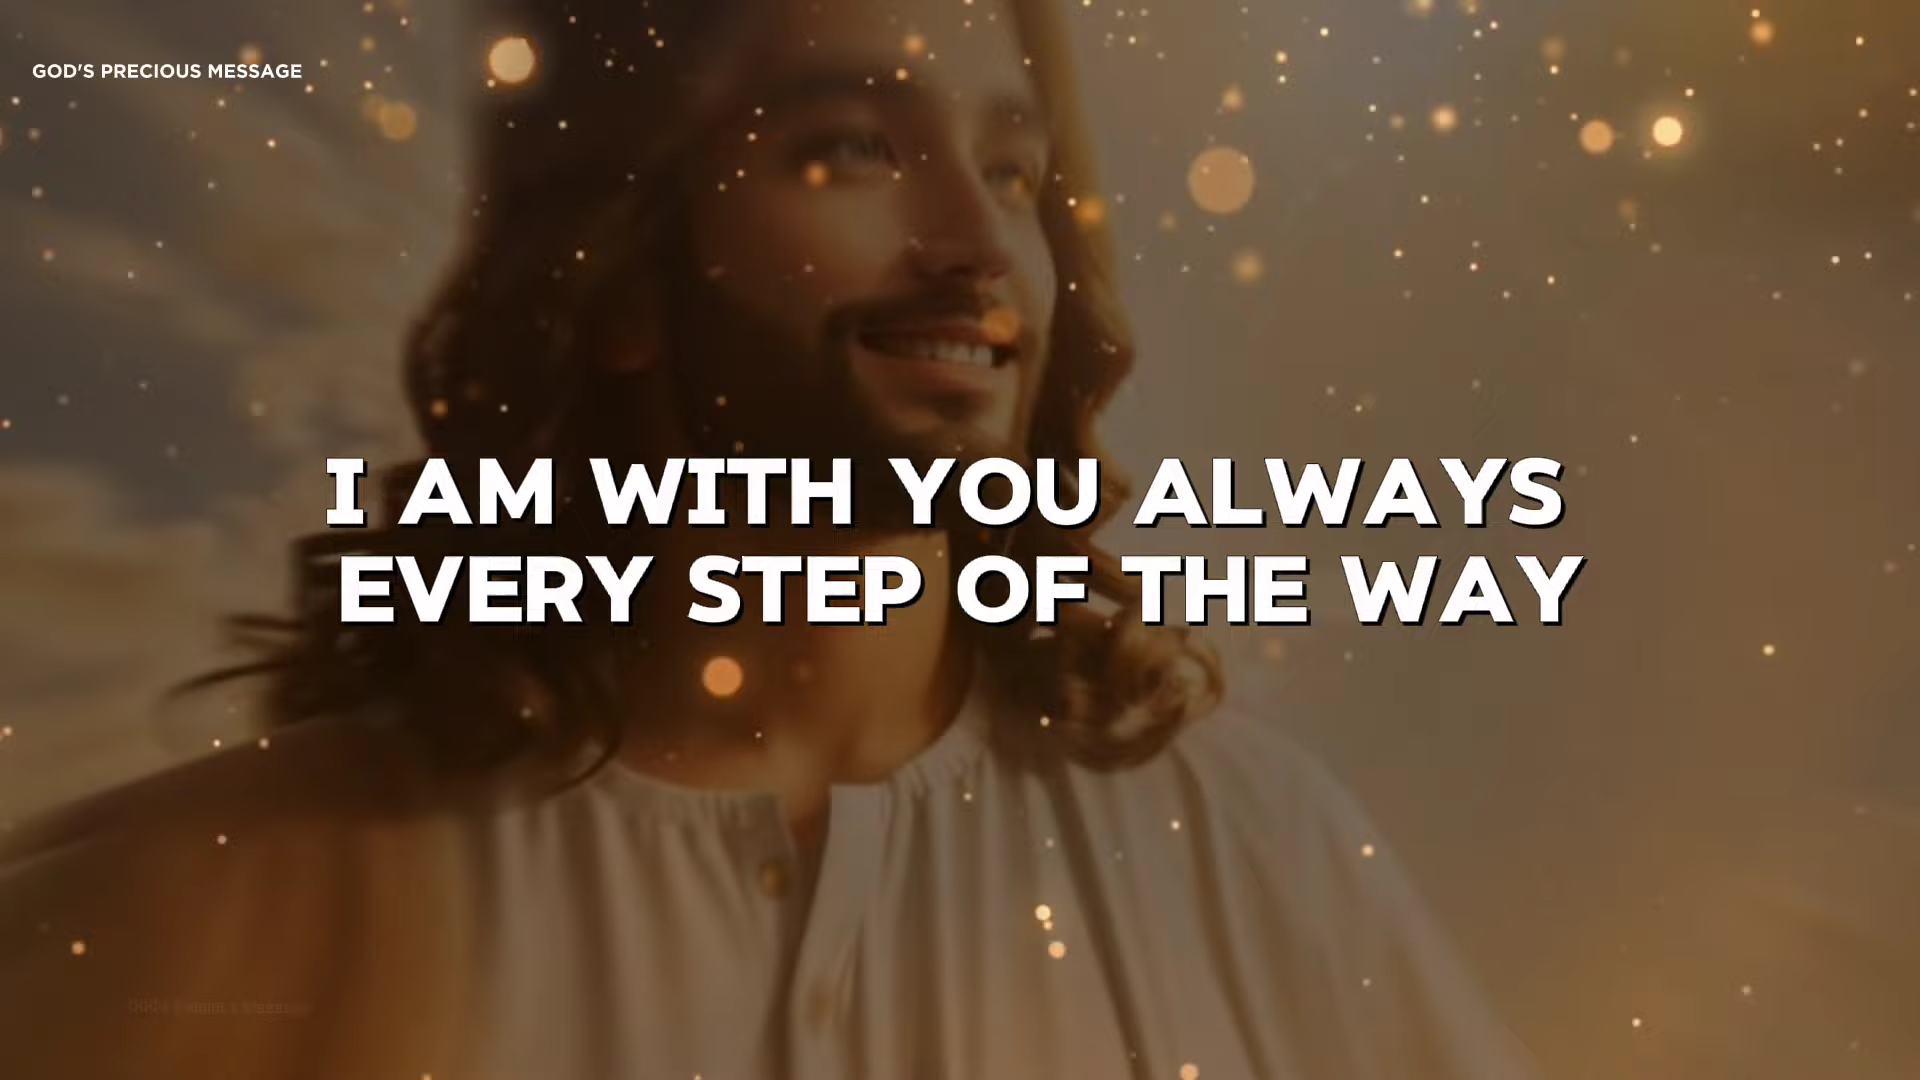 GOD'S PRECIOUS MESSAGE
I AM WITH YOU ALWAYS
EVERY STEP OF THE WAY